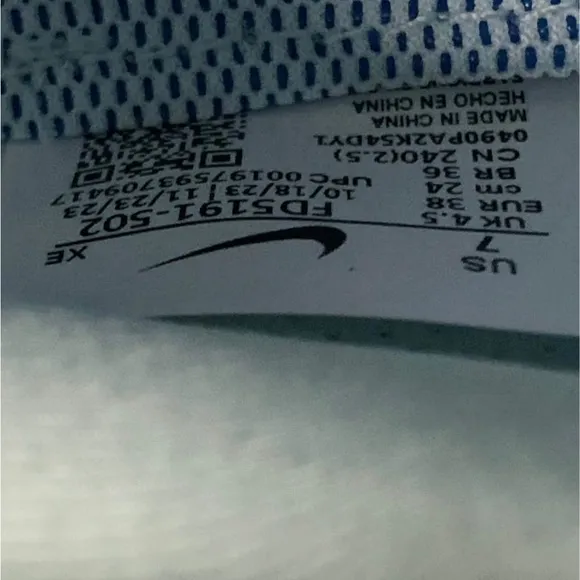 US 7 XE
UK 4.5
EUR 38
cm 24
BR 36
CN 240(2.5)
FD5191-502
10/18/23 | 11/23/23
UPC 00197593709417
0490PA2K54DY1
MADE IN CHINA
HECHO EN CHINA